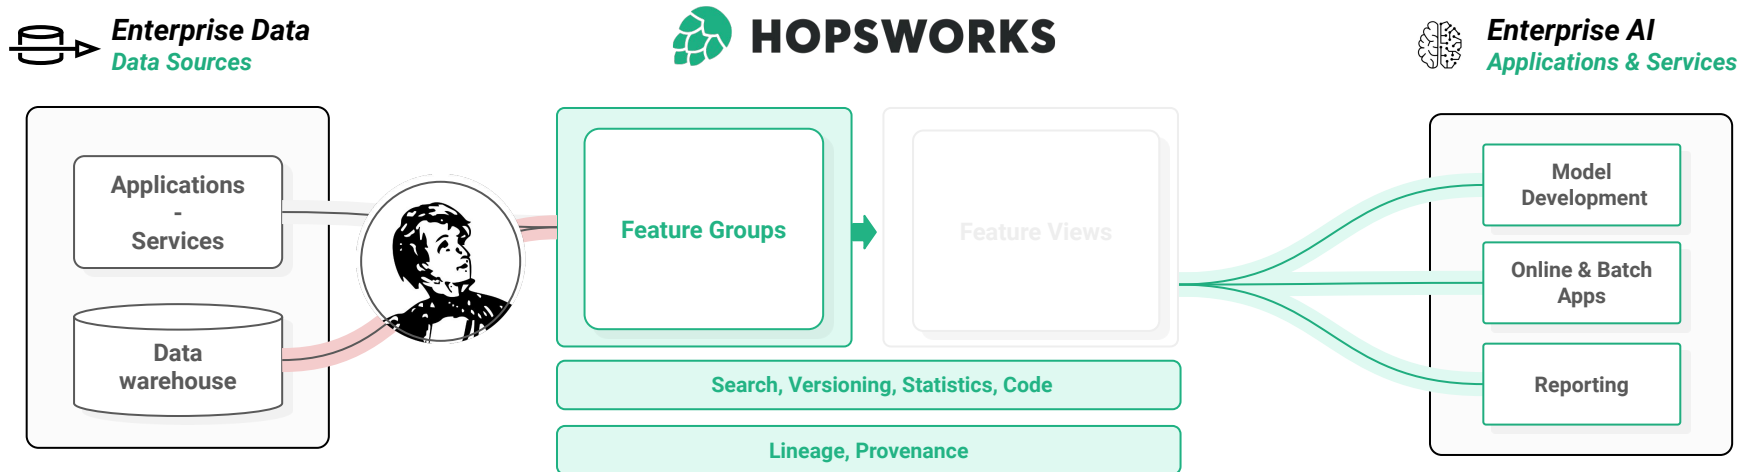 Enterprise Data
Data Sources
HOPSWORKS
Enterprise AI
Applications & Services
Applications
-
Services
Data
warehouse
Feature Groups
Feature Views
Search, Versioning, Statistics, Code
Lineage, Provenance
Model
Development
Online & Batch
Apps
Reporting